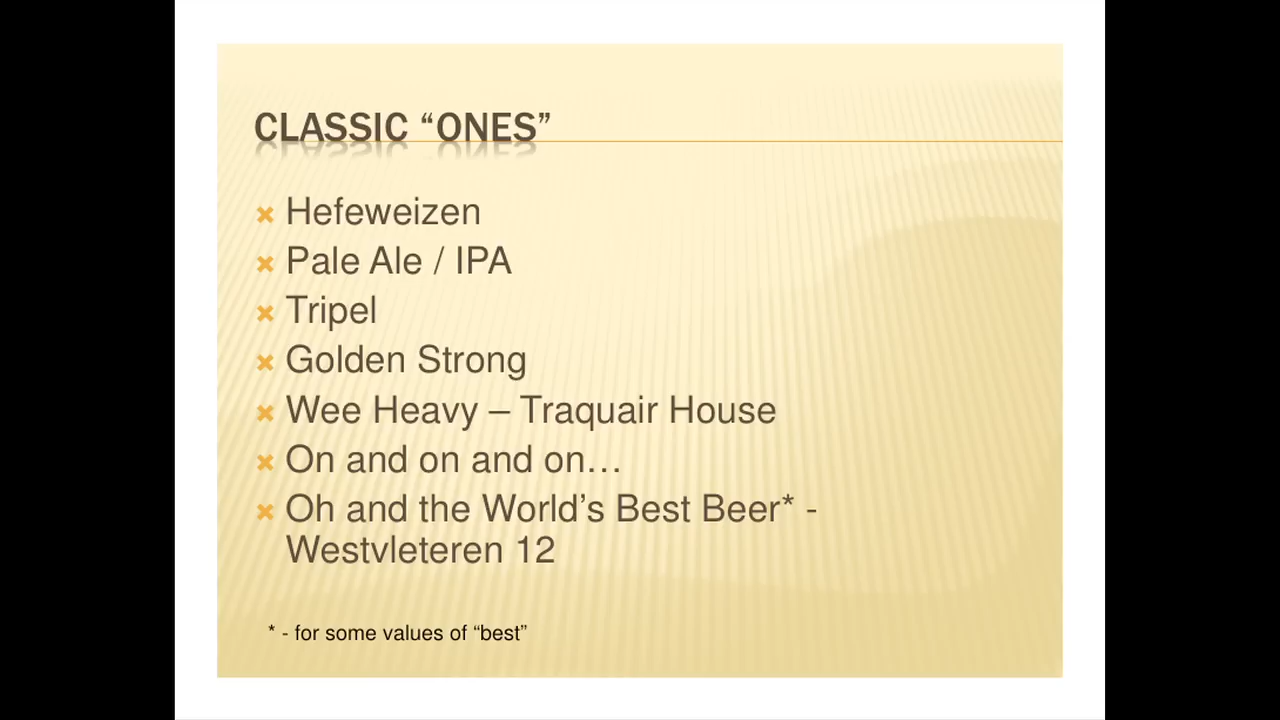 CLASSIC “ONES”
Hefeweizen
Pale Ale / IPA
Tripel
Golden Strong
Wee Heavy – Traquair House
On and on and on…
Oh and the World’s Best Beer* -
Westvleteren 12
* - for some values of “best”